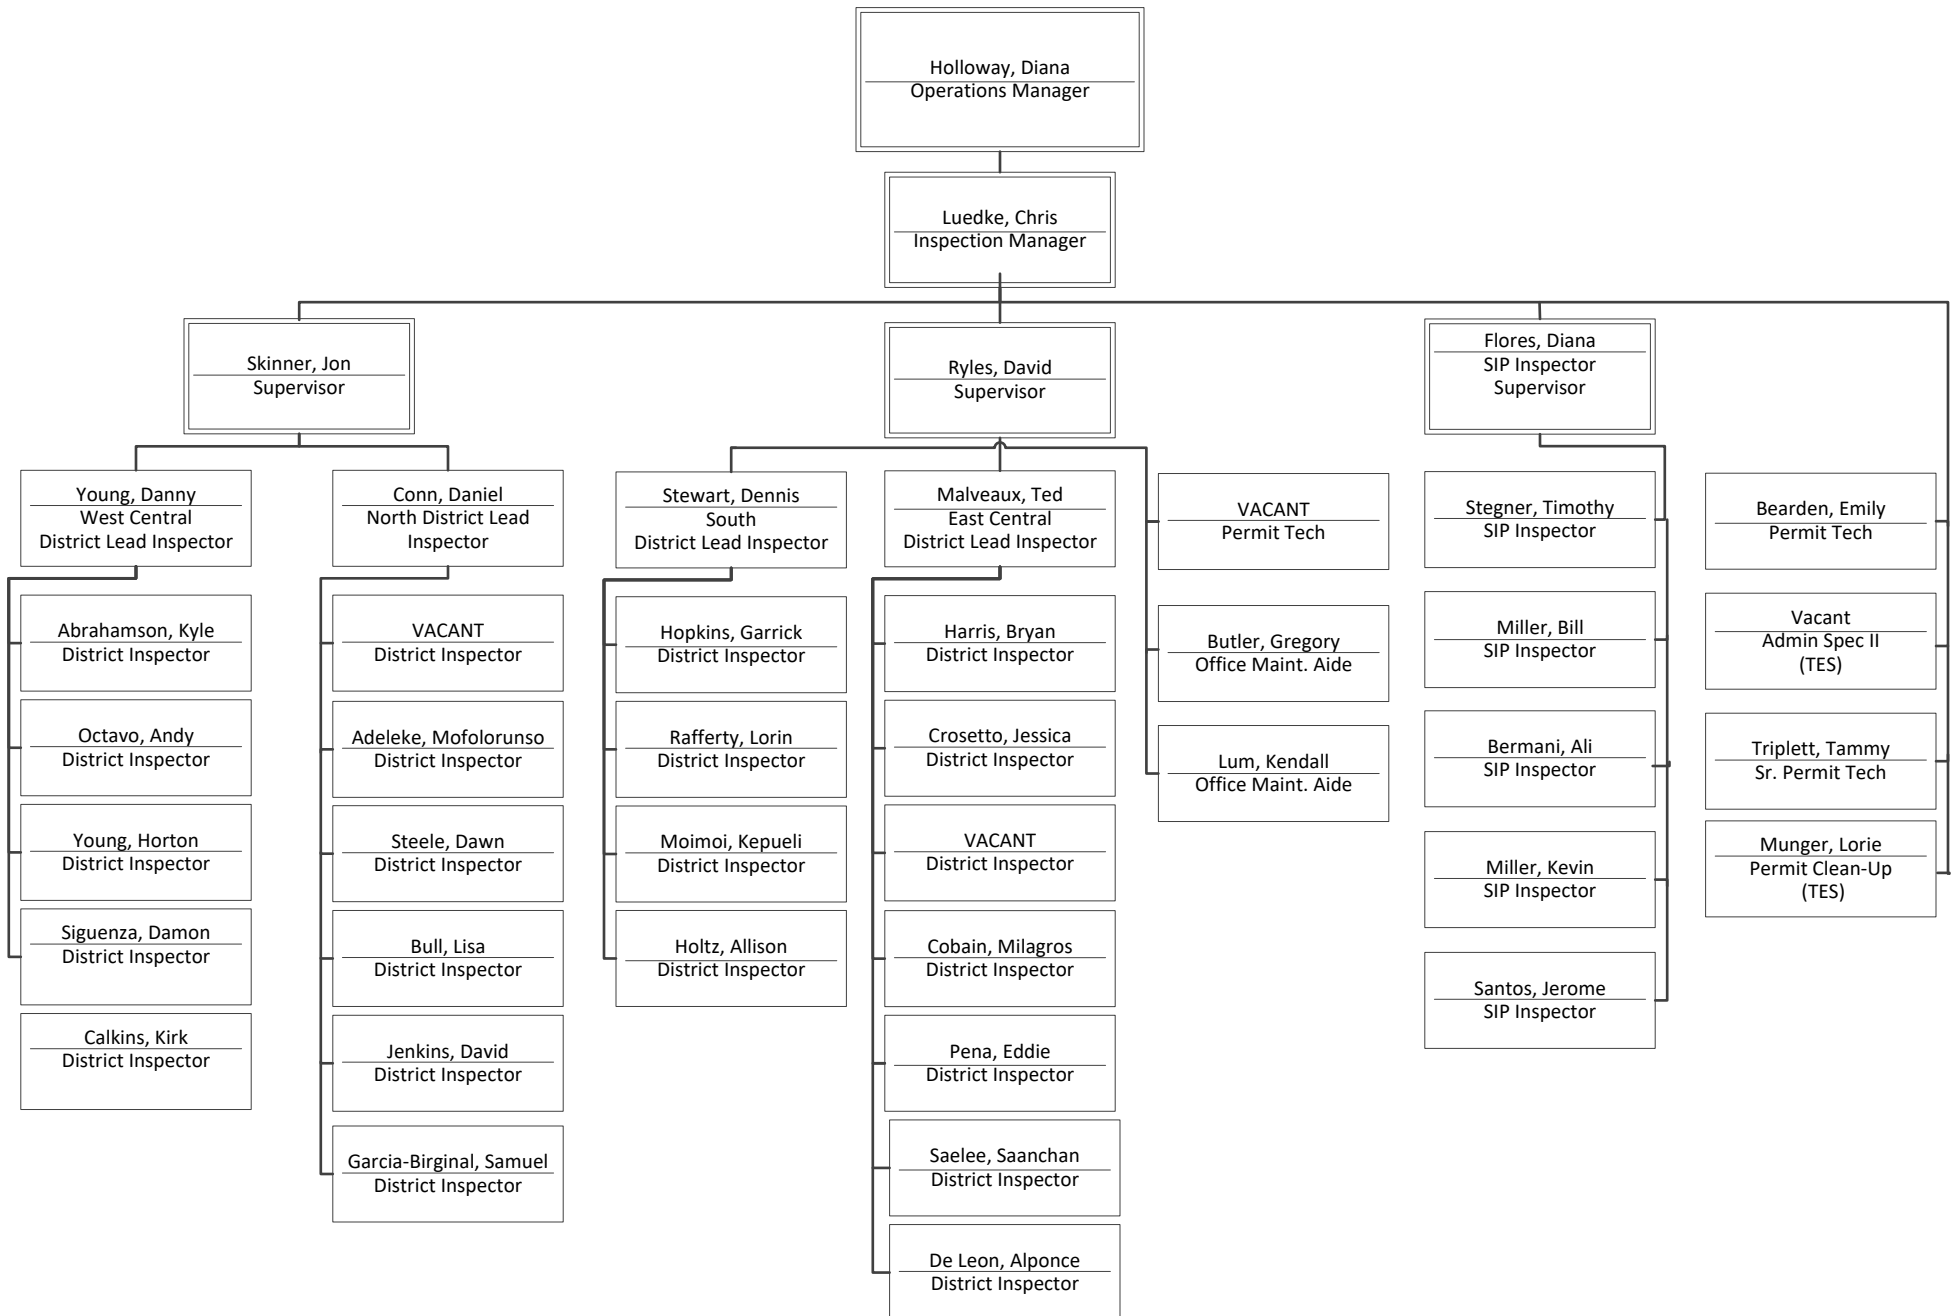 Holloway, Diana
Operations Manager
Luedke, Chris
Inspection Manager
Skinner, Jon
Supervisor
Ryles, David
Supervisor
Flores, Diana
SIP Inspector
Supervisor
Young, Danny
West Central
District Lead Inspector
Abrahamson, Kyle
District Inspector
Octavo, Andy
District Inspector
Young, Horton
District Inspector
Siguenza, Damon
District Inspector
Calkins, Kirk
District Inspector
Conn, Daniel
North District Lead
Inspector
VACANT
District Inspector
Adeleke, Mofolorunso
District Inspector
Steele, Dawn
District Inspector
Bull, Lisa
District Inspector
Jenkins, David
District Inspector
Garcia-Birginal, Samuel
District Inspector
Stewart, Dennis
South
District Lead Inspector
Hopkins, Garrick
District Inspector
Rafferty, Lorin
District Inspector
Moimoi, Kepueli
District Inspector
Holtz, Allison
District Inspector
Malveaux, Ted
East Central
District Lead Inspector
Harris, Bryan
District Inspector
Crosetto, Jessica
District Inspector
VACANT
District Inspector
Cobain, Milagros
District Inspector
Pena, Eddie
District Inspector
Saelee, Saanchan
District Inspector
De Leon, Alponce
District Inspector
VACANT
Permit Tech
Butler, Gregory
Office Maint. Aide
Lum, Kendall
Office Maint. Aide
Stegner, Timothy
SIP Inspector
Miller, Bill
SIP Inspector
Bermani, Ali
SIP Inspector
Miller, Kevin
SIP Inspector
Santos, Jerome
SIP Inspector
Bearden, Emily
Permit Tech
Vacant
Admin Spec II
(TES)
Triplett, Tammy
Sr. Permit Tech
Munger, Lorie
Permit Clean-Up
(TES)